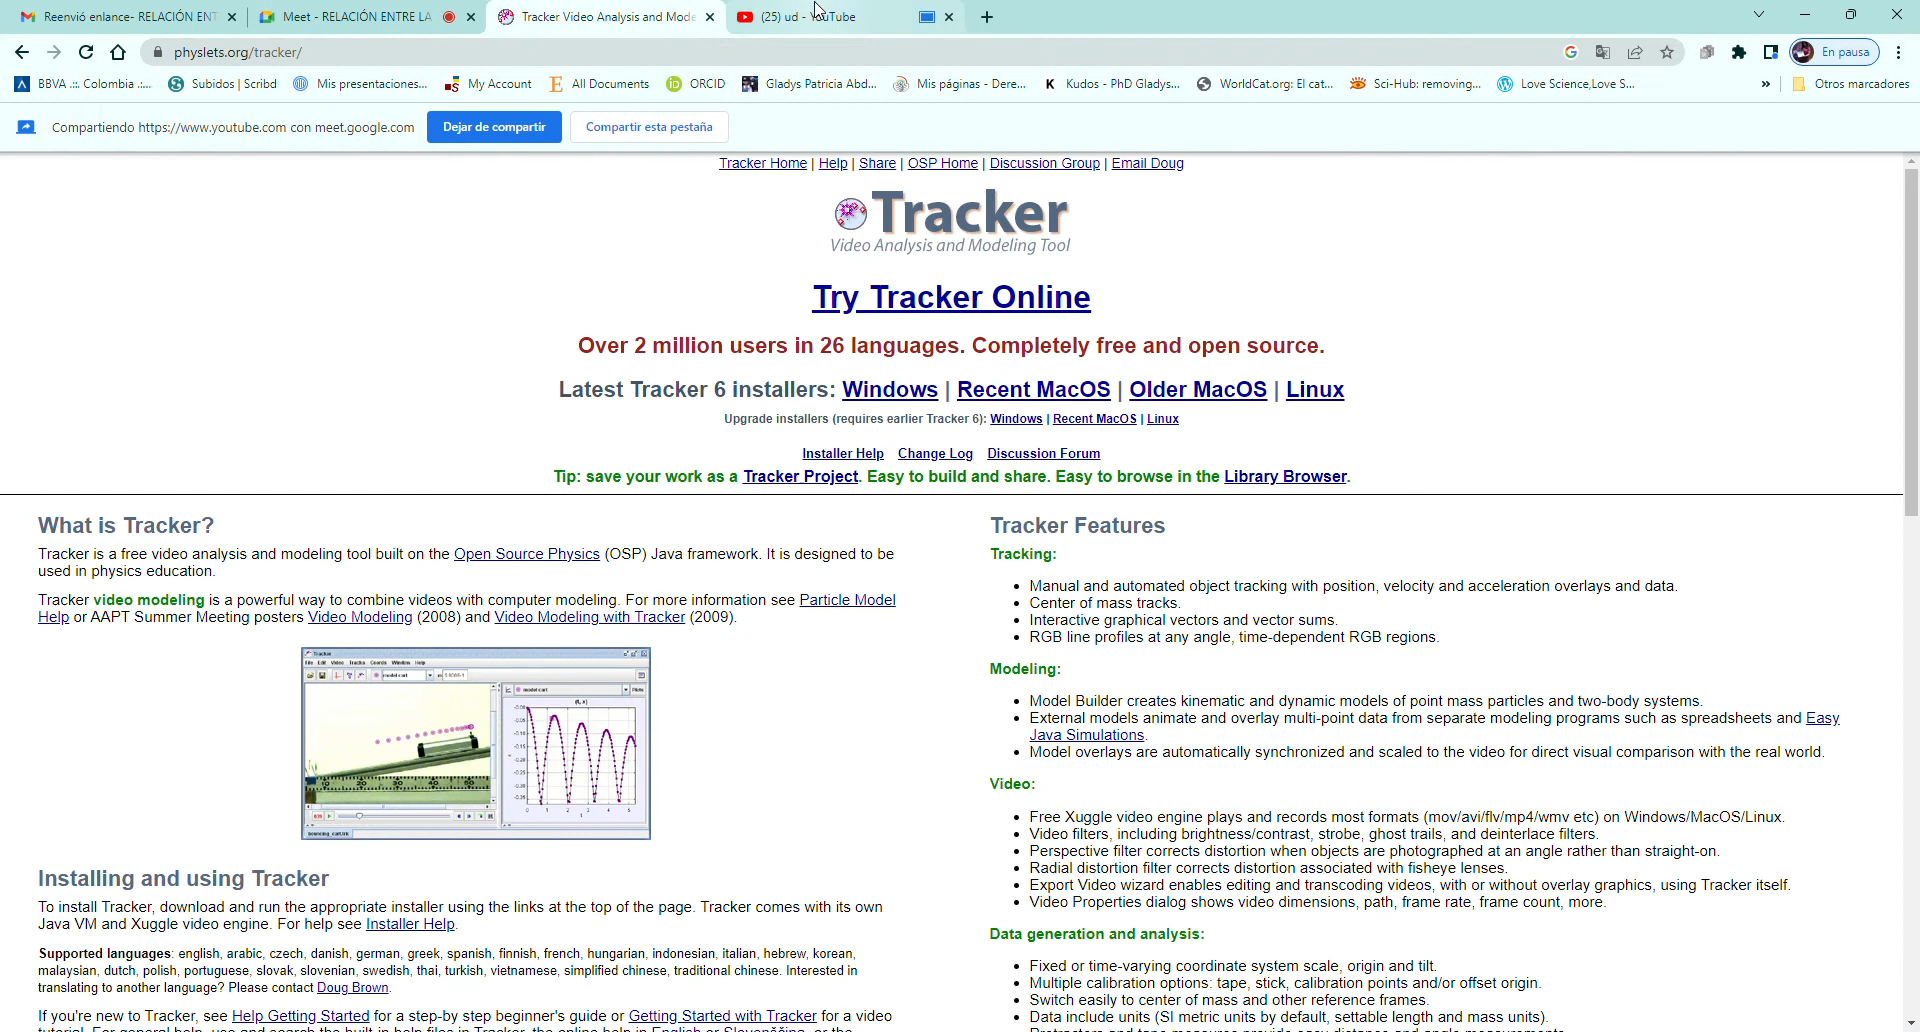 Reenvió enlance- RELACIÓN ENT
Meet - RELACIÓN ENTRE LA
Tracker Video Analysis and Mode
(25) ud - YouTube
physlets.org/tracker/
En pausa
BBVA .::. Colombia .:...
Subidos | Scribd
Mis presentaciones...
My Account
All Documents
ORCID
Gladys Patricia Abd...
Mis páginas - Dere...
Kudos - PhD Gladys...
WorldCat.org: El cat...
Sci-Hub: removing...
Love Science,Love S...
»
Otros marcadores
Compartiendo https://www.youtube.com con meet.google.com
Dejar de compartir
Compartir esta pestaña
Tracker Home | Help | Share | OSP Home | Discussion Group | Email Doug
Tracker
Video Analysis and Modeling Tool
Try Tracker Online
Over 2 million users in 26 languages. Completely free and open source.
Latest Tracker 6 installers: Windows | Recent MacOS | Older MacOS | Linux
Upgrade installers (requires earlier Tracker 6): Windows | Recent MacOS | Linux
Installer Help Change Log Discussion Forum
Tip: save your work as a Tracker Project. Easy to build and share. Easy to browse in the Library Browser.
What is Tracker?
Tracker is a free video analysis and modeling tool built on the Open Source Physics (OSP) Java framework. It is designed to be
used in physics education.
Tracker video modeling is a powerful way to combine videos with computer modeling. For more information see Particle Model
Help or AAPT Summer Meeting posters Video Modeling (2008) and Video Modeling with Tracker (2009).
Tracker
File Edit Video Tracks Coords Window Help
model cart
model cart
Plots
(t, x)
10 20 30 40 50
bouncing_cart.trk
Installing and using Tracker
To install Tracker, download and run the appropriate installer using the links at the top of the page. Tracker comes with its own
Java VM and Xuggle video engine. For help see Installer Help.
Supported languages: english, arabic, czech, danish, german, greek, spanish, finnish, french, hungarian, indonesian, italian, hebrew, korean,
malaysian, dutch, polish, portuguese, slovak, slovenian, swedish, thai, turkish, vietnamese, simplified chinese, traditional chinese. Interested in
translating to another language? Please contact Doug Brown.
If you're new to Tracker, see Help Getting Started for a step-by step beginner's guide or Getting Started with Tracker for a video
Tracker Features
Tracking:
• Manual and automated object tracking with position, velocity and acceleration overlays and data.
• Center of mass tracks.
• Interactive graphical vectors and vector sums.
• RGB line profiles at any angle, time-dependent RGB regions.
Modeling:
• Model Builder creates kinematic and dynamic models of point mass particles and two-body systems.
• External models animate and overlay multi-point data from separate modeling programs such as spreadsheets and Easy
Java Simulations.
• Model overlays are automatically synchronized and scaled to the video for direct visual comparison with the real world.
Video:
• Free Xuggle video engine plays and records most formats (mov/avi/flv/mp4/wmv etc) on Windows/MacOS/Linux.
• Video filters, including brightness/contrast, strobe, ghost trails, and deinterlace filters.
• Perspective filter corrects distortion when objects are photographed at an angle rather than straight-on.
• Radial distortion filter corrects distortion associated with fisheye lenses.
• Export Video wizard enables editing and transcoding videos, with or without overlay graphics, using Tracker itself.
• Video Properties dialog shows video dimensions, path, frame rate, frame count, more.
Data generation and analysis:
• Fixed or time-varying coordinate system scale, origin and tilt.
• Multiple calibration options: tape, stick, calibration points and/or offset origin.
• Switch easily to center of mass and other reference frames.
• Data include units (SI metric units by default, settable length and mass units).